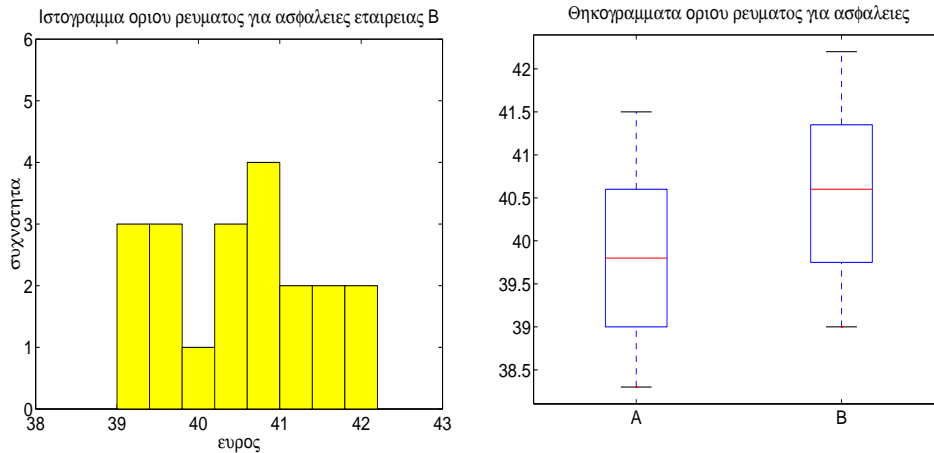 Ιστογραμμα οριου ρευματος για ασφαλειες εταιρειας Β
6
5
4
3
2
1
0
συχνοτητα
38 39 40 41 42 43
ευρος
Θηκογραμματα οριου ρευματος για ασφαλειες
42
41.5
41
40.5
40
39.5
39
38.5
A B